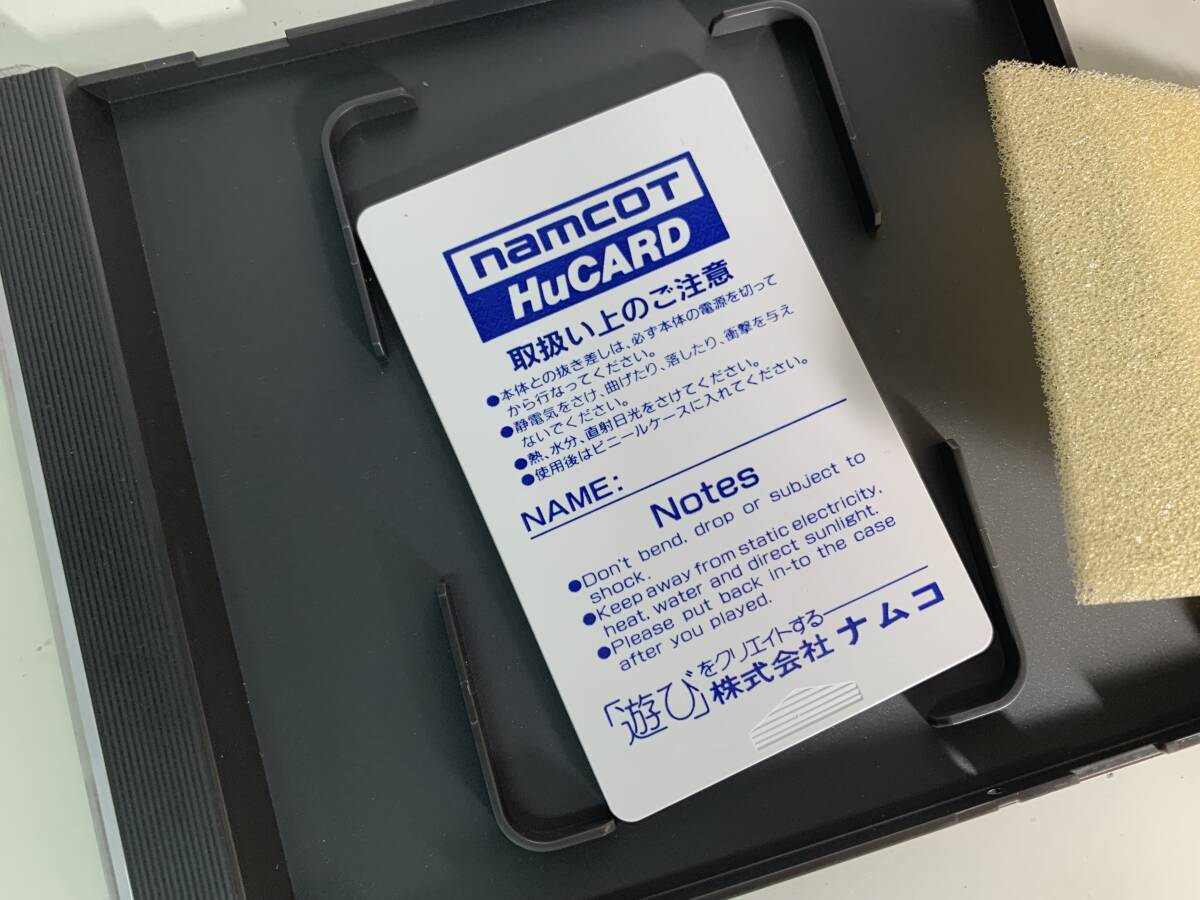 namcoT
HuCARD
取扱い上のご注意
●本体との抜き差しは、必ず本体の電源を切って
から行なってください。
●静電気をさけ、曲げたり、落したり、衝撃を与え
ないでください。
●熱、水分、直射日光をさけてください。
●使用後はビニールケースに入れてください。
NAME:
Notes
●Don't bend, drop or subject to
shock.
●Keep away from static electricity,
heat, water and direct sunlight.
●Please put back in-to the case
after you played.
「遊び」をクリエイトする
株式会社ナムコ